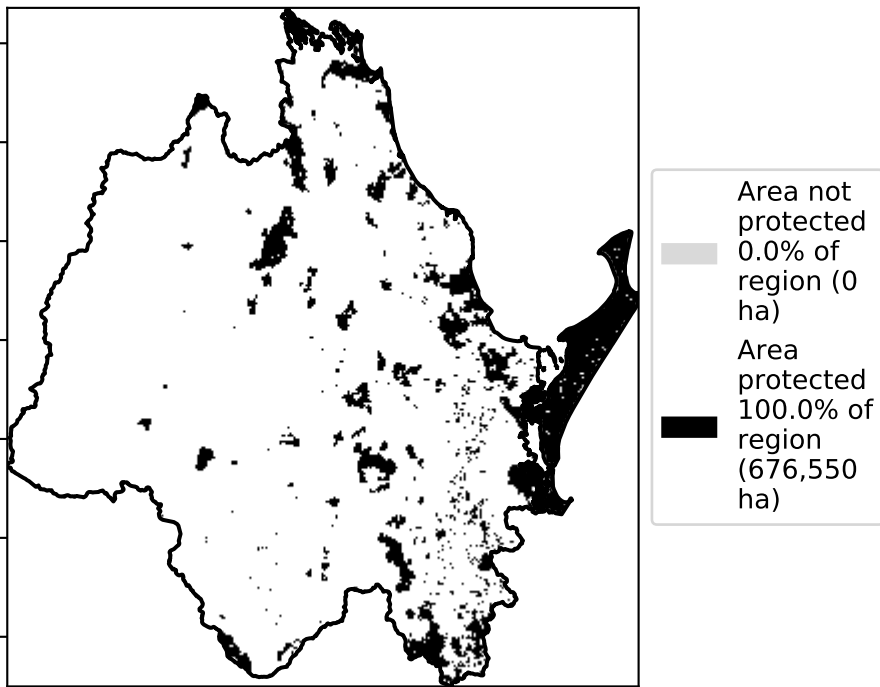 Area not
protected
0.0% of
region (0
ha)
Area
protected
100.0% of
region
(676,550
ha)